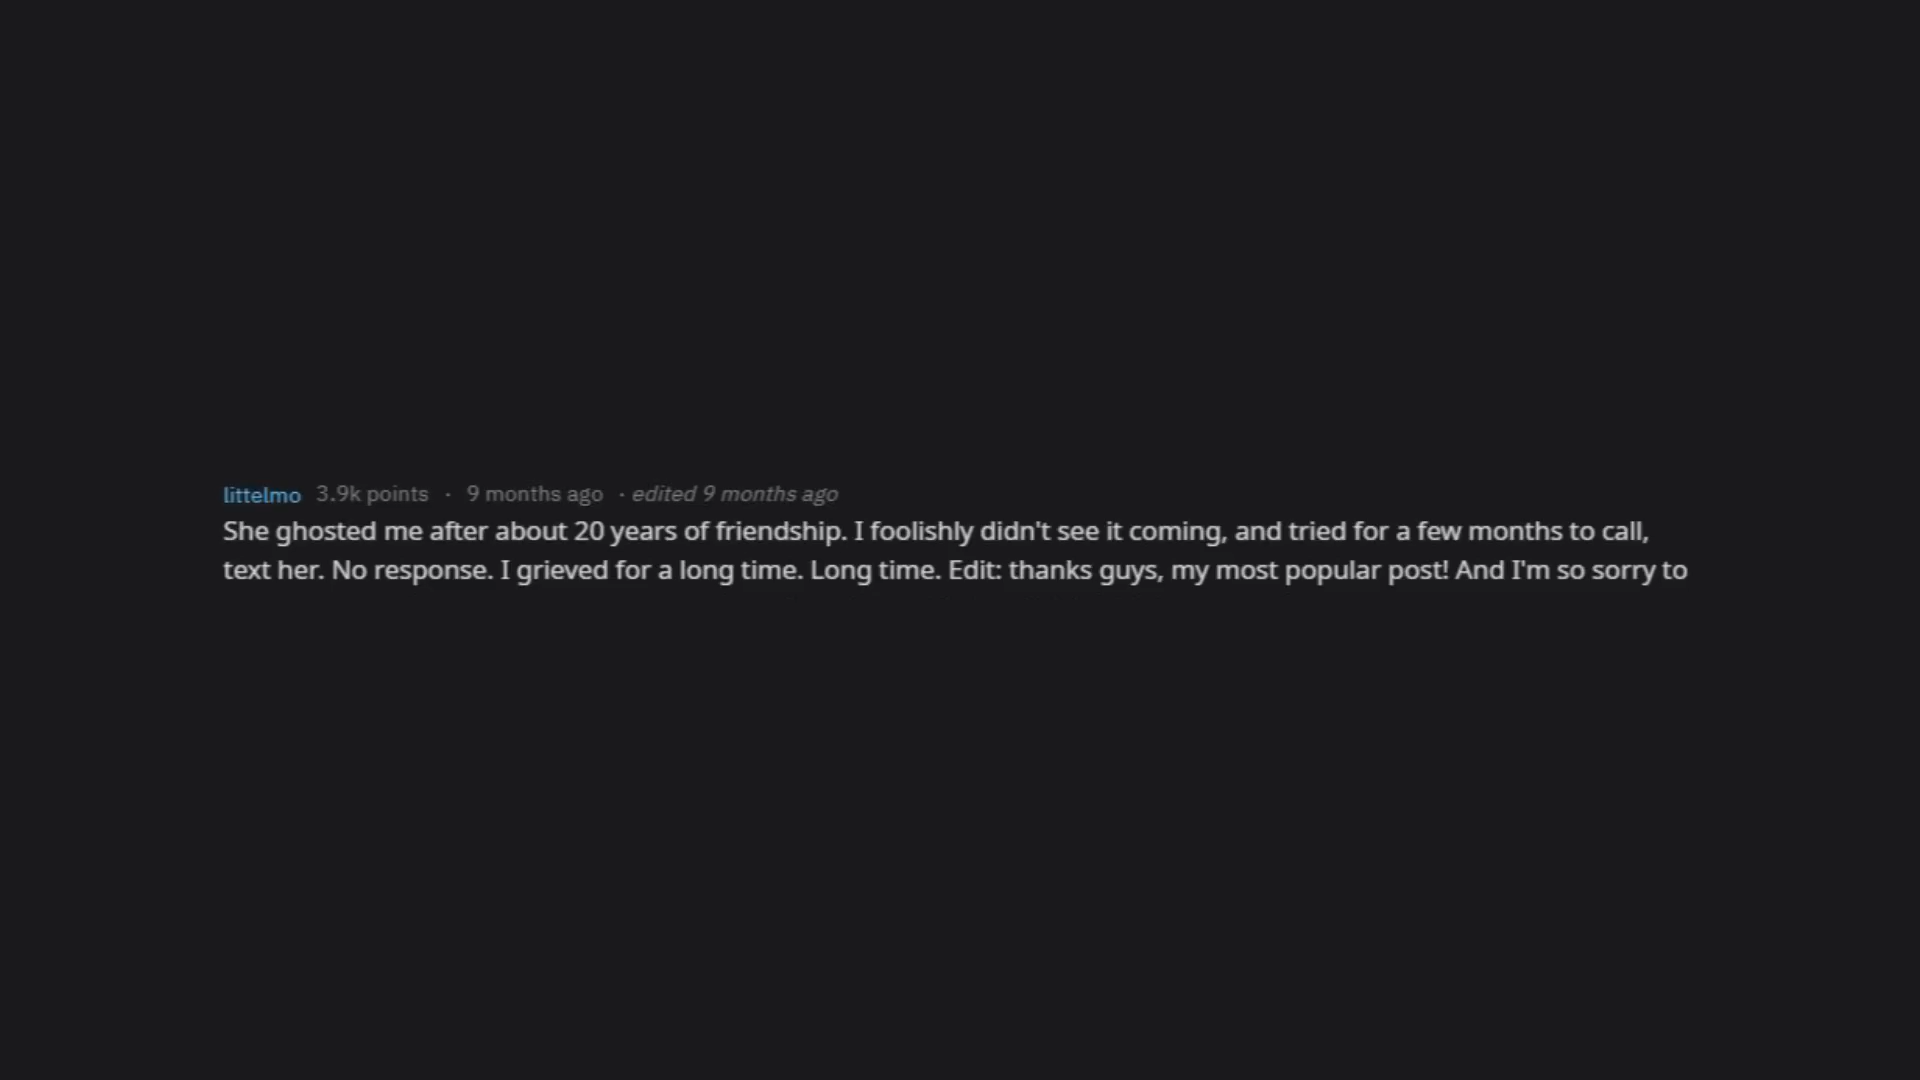 littelmo 3.9k points · 9 months ago · edited 9 months ago
She ghosted me after about 20 years of friendship. I foolishly didn't see it coming, and tried for a few months to call,
text her. No response. I grieved for a long time. Long time. Edit: thanks guys, my most popular post! And I'm so sorry to